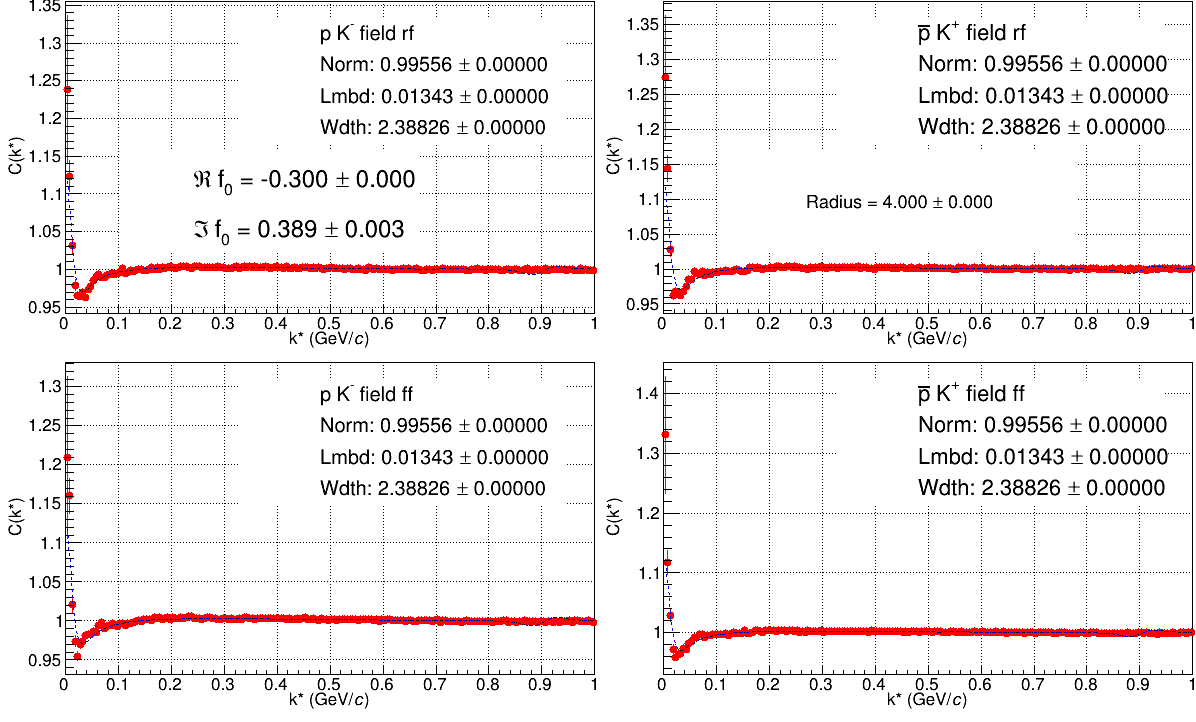 1.35
1.3
1.25
1.2
1.15
1.1
1.05
1
0.95
C(k*)
p K⁻ field rf
Norm: 0.99556 ± 0.00000
Lmbd: 0.01343 ± 0.00000
Wdth: 2.38826 ± 0.00000
ℜ f₀ = -0.300 ± 0.000
ℑ f₀ = 0.389 ± 0.003
0 0.1 0.2 0.3 0.4 0.5 0.6 0.7 0.8 0.9 1
k* (GeV/c)
1.35
1.3
1.25
1.2
1.15
1.1
1.05
1
0.95
C(k*)
p̅ K⁺ field rf
Norm: 0.99556 ± 0.00000
Lmbd: 0.01343 ± 0.00000
Wdth: 2.38826 ± 0.00000
Radius = 4.000 ± 0.000
0 0.1 0.2 0.3 0.4 0.5 0.6 0.7 0.8 0.9 1
k* (GeV/c)
1.3
1.25
1.2
1.15
1.1
1.05
1
0.95
C(k*)
p K⁻ field ff
Norm: 0.99556 ± 0.00000
Lmbd: 0.01343 ± 0.00000
Wdth: 2.38826 ± 0.00000
0 0.1 0.2 0.3 0.4 0.5 0.6 0.7 0.8 0.9 1
k* (GeV/c)
1.4
1.3
1.2
1.1
1
C(k*)
p̅ K⁺ field ff
Norm: 0.99556 ± 0.00000
Lmbd: 0.01343 ± 0.00000
Wdth: 2.38826 ± 0.00000
0 0.1 0.2 0.3 0.4 0.5 0.6 0.7 0.8 0.9 1
k* (GeV/c)